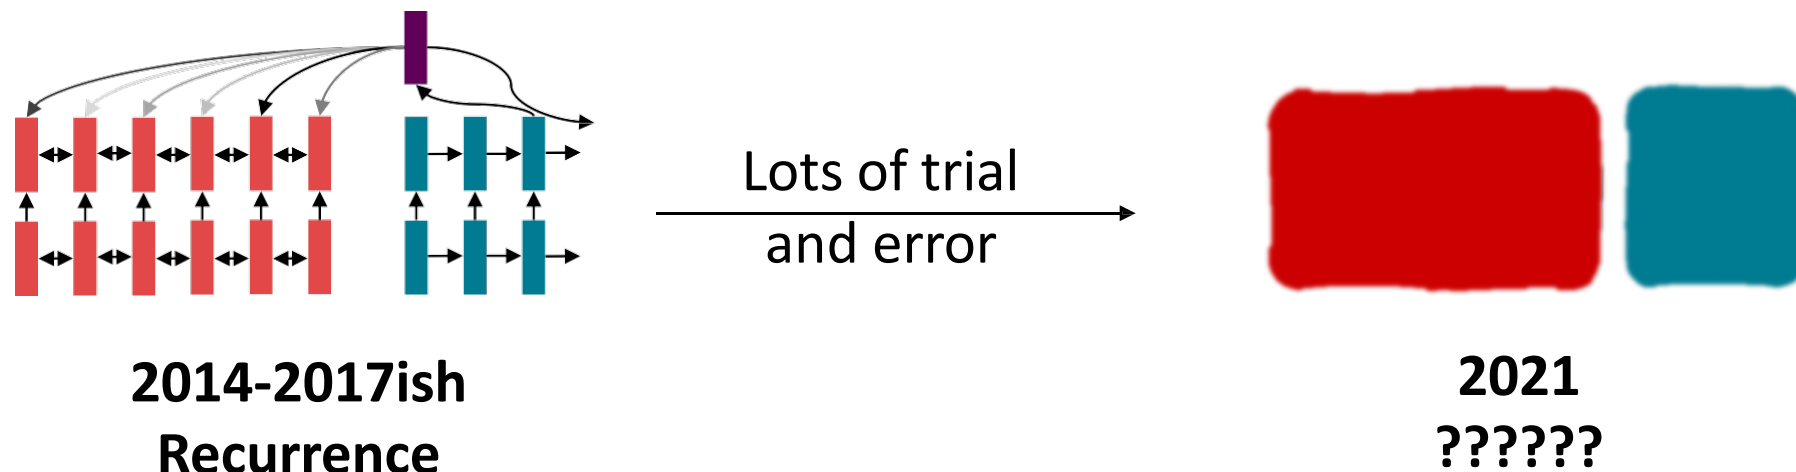 Lots of trial
and error
2014-2017ish
Recurrence
2021
??????